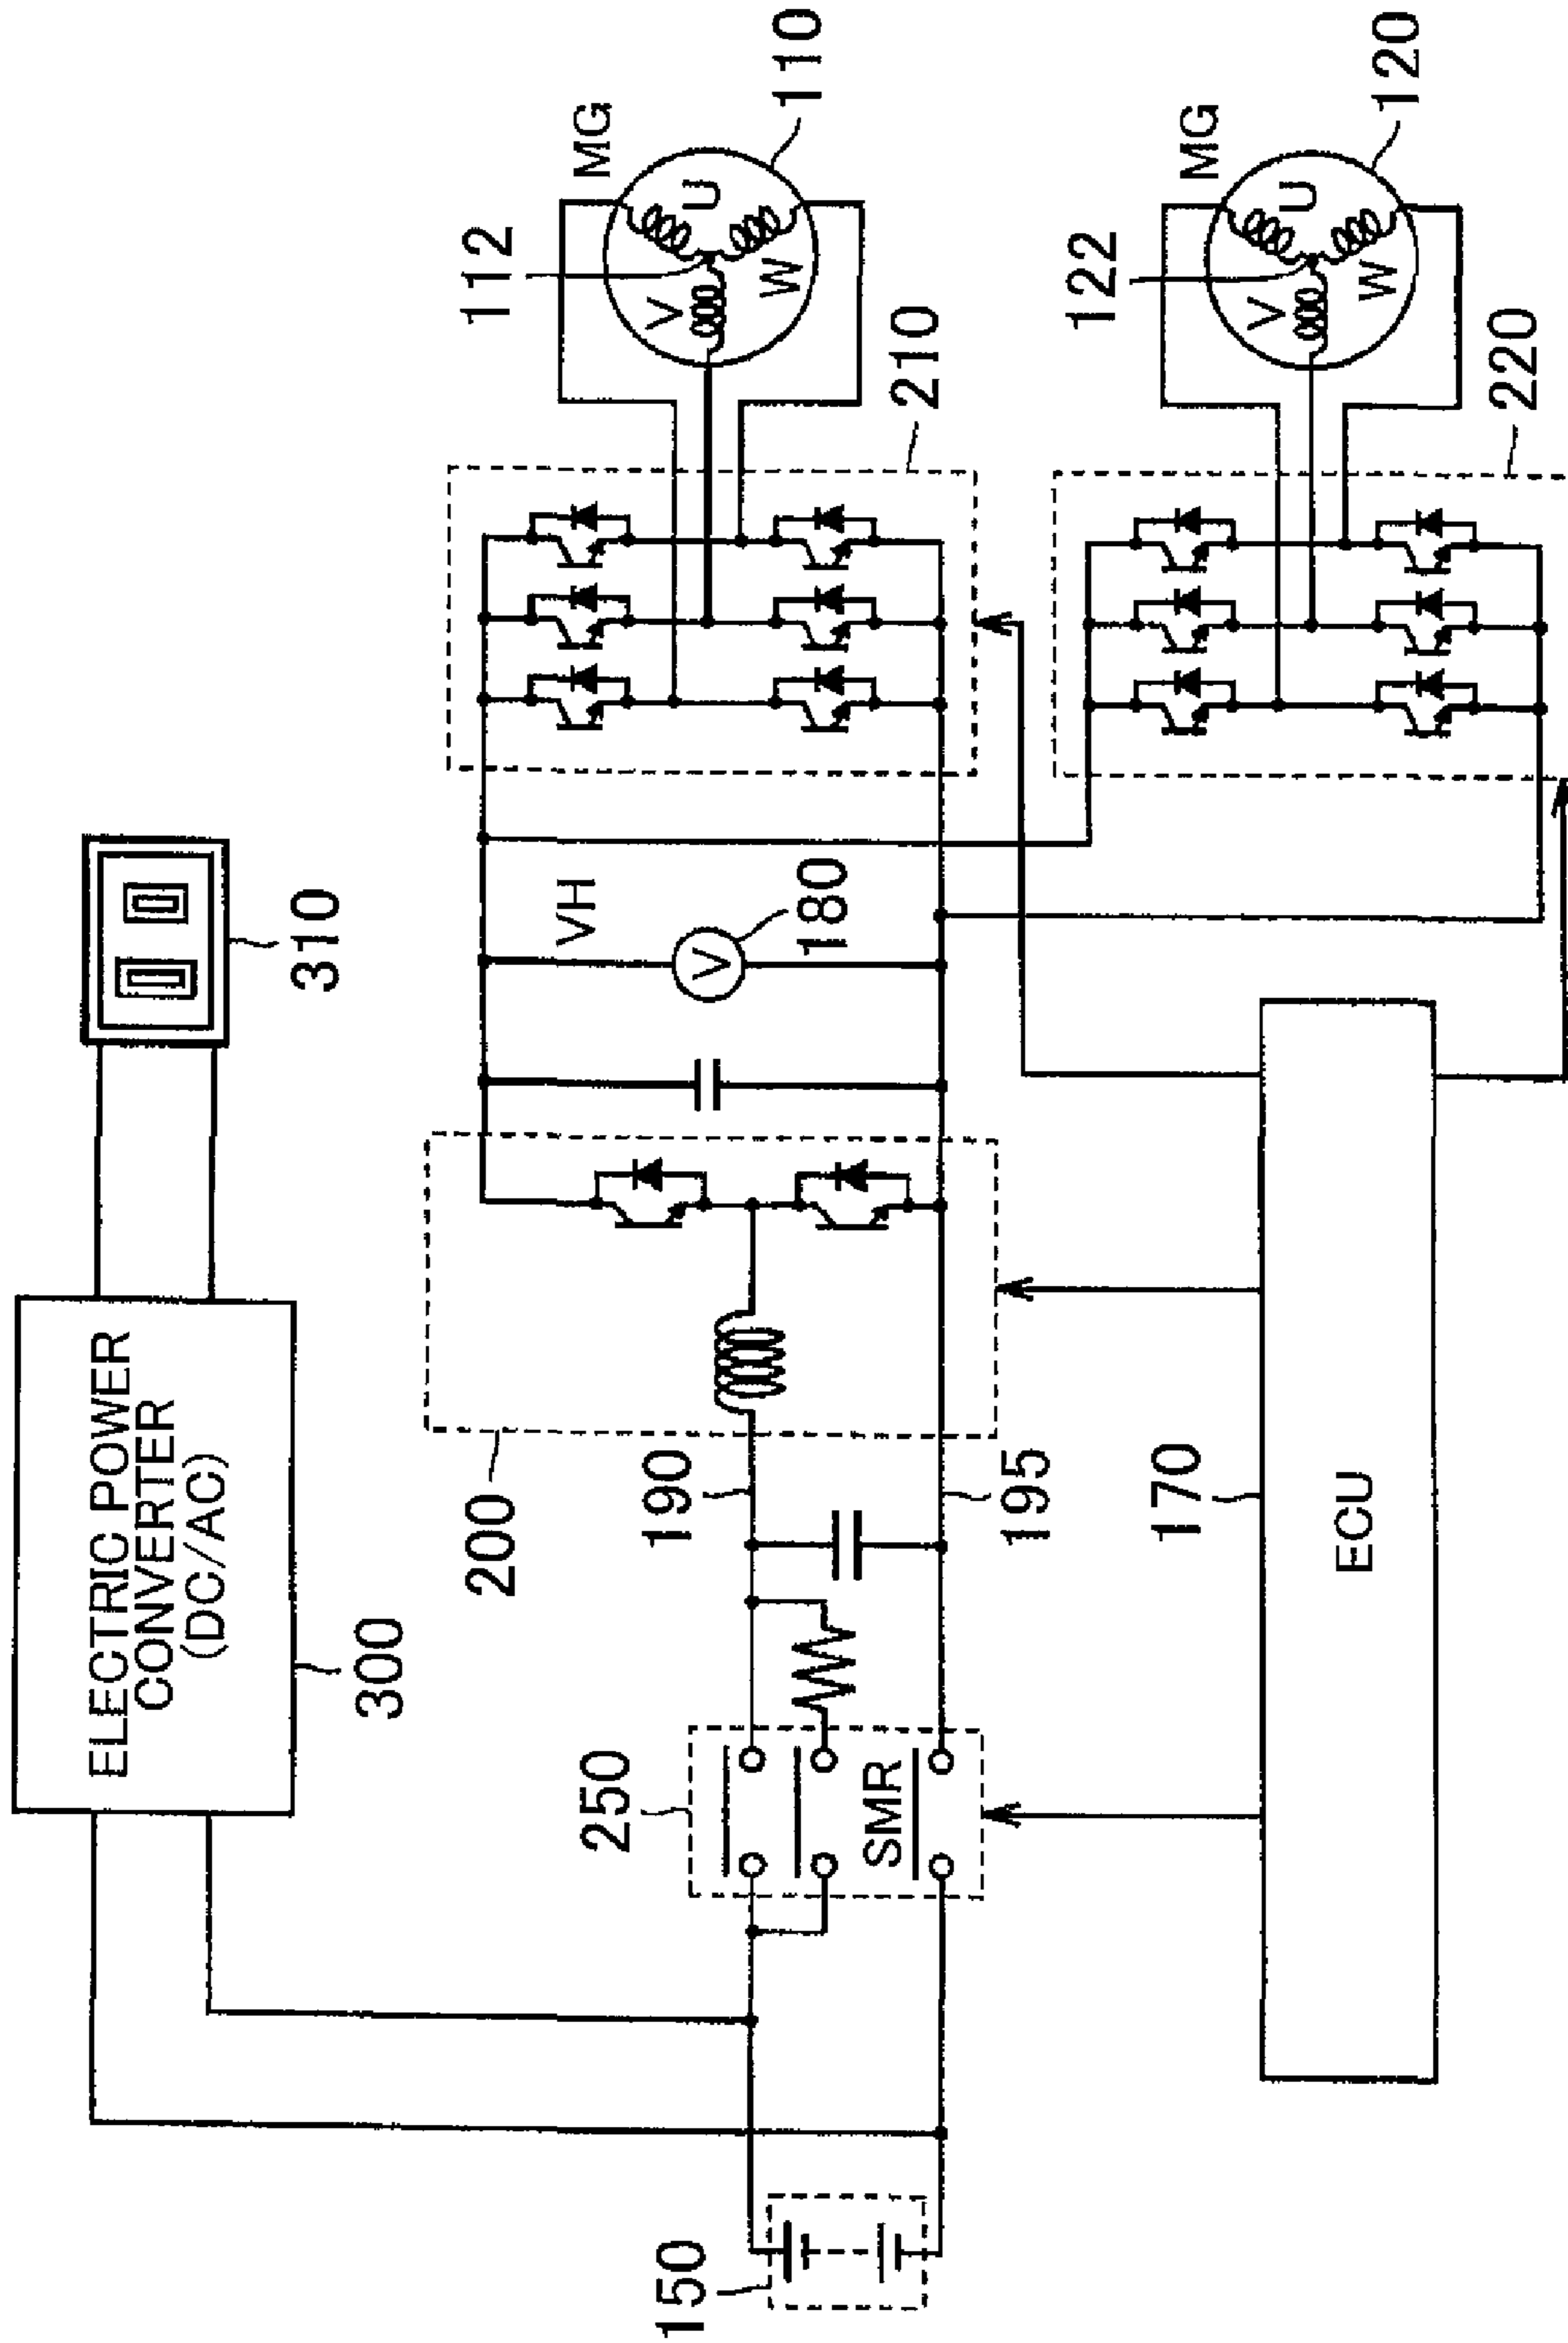 ELECTRIC POWER
CONVERTER
(DC/AC)
300
310
200
190
195
250
SMR
150
VH
V
180
210
112
MG
U
V
W
110
220
122
MG
U
V
W
120
170
ECU